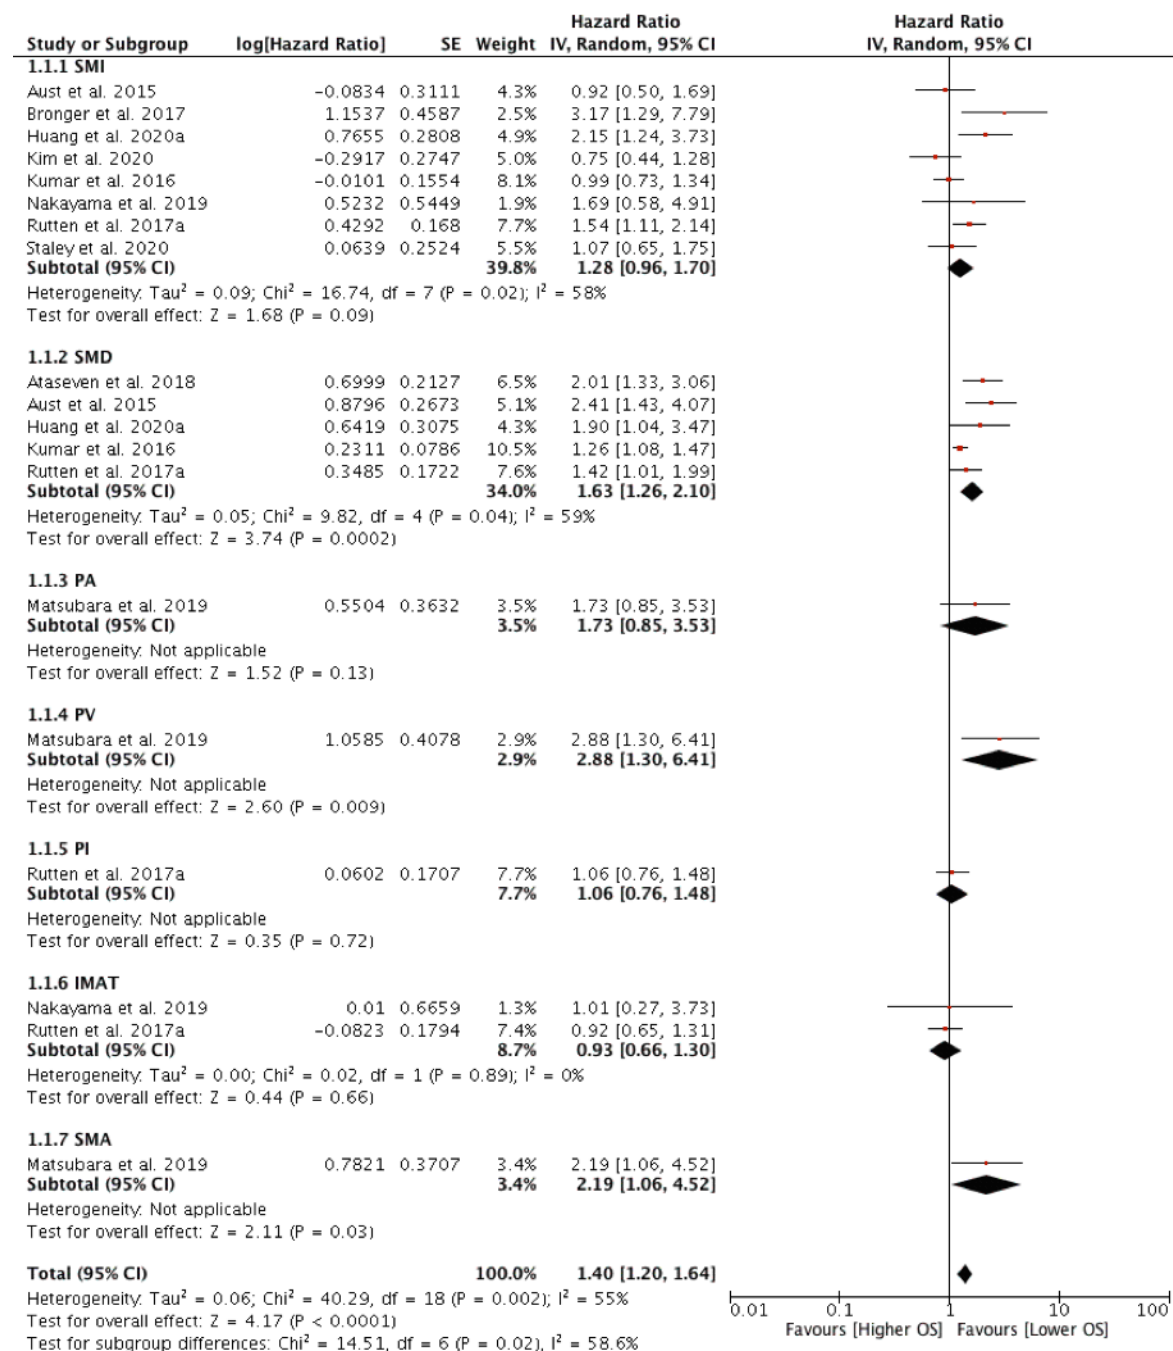 Hazard Ratio Hazard Ratio
Study or Subgroup log[Hazard Ratio] SE Weight IV, Random, 95% CI IV, Random, 95% CI
1.1.1 SMI
Aust et al. 2015 −0.0834 0.3111 4.3% 0.92 [0.50, 1.69]
Bronger et al. 2017 1.1537 0.4587 2.5% 3.17 [1.29, 7.79]
Huang et al. 2020a 0.7655 0.2808 4.9% 2.15 [1.24, 3.73]
Kim et al. 2020 −0.2917 0.2747 5.0% 0.75 [0.44, 1.28]
Kumar et al. 2016 −0.0101 0.1554 8.1% 0.99 [0.73, 1.34]
Nakayama et al. 2019 0.5232 0.5449 1.9% 1.69 [0.58, 4.91]
Rutten et al. 2017a 0.4292 0.168 7.7% 1.54 [1.11, 2.14]
Staley et al. 2020 0.0639 0.2524 5.5% 1.07 [0.65, 1.75]
Subtotal (95% CI) 39.8% 1.28 [0.96, 1.70]
Heterogeneity: Tau² = 0.09; Chi² = 16.74, df = 7 (P = 0.02); I² = 58%
Test for overall effect: Z = 1.68 (P = 0.09)
1.1.2 SMD
Ataseven et al. 2018 0.6999 0.2127 6.5% 2.01 [1.33, 3.06]
Aust et al. 2015 0.8796 0.2673 5.1% 2.41 [1.43, 4.07]
Huang et al. 2020a 0.6419 0.3075 4.3% 1.90 [1.04, 3.47]
Kumar et al. 2016 0.2311 0.0786 10.5% 1.26 [1.08, 1.47]
Rutten et al. 2017a 0.3485 0.1722 7.6% 1.42 [1.01, 1.99]
Subtotal (95% CI) 34.0% 1.63 [1.26, 2.10]
Heterogeneity: Tau² = 0.05; Chi² = 9.82, df = 4 (P = 0.04); I² = 59%
Test for overall effect: Z = 3.74 (P = 0.0002)
1.1.3 PA
Matsubara et al. 2019 0.5504 0.3632 3.5% 1.73 [0.85, 3.53]
Subtotal (95% CI) 3.5% 1.73 [0.85, 3.53]
Heterogeneity: Not applicable
Test for overall effect: Z = 1.52 (P = 0.13)
1.1.4 PV
Matsubara et al. 2019 1.0585 0.4078 2.9% 2.88 [1.30, 6.41]
Subtotal (95% CI) 2.9% 2.88 [1.30, 6.41]
Heterogeneity: Not applicable
Test for overall effect: Z = 2.60 (P = 0.009)
1.1.5 PI
Rutten et al. 2017a 0.0602 0.1707 7.7% 1.06 [0.76, 1.48]
Subtotal (95% CI) 7.7% 1.06 [0.76, 1.48]
Heterogeneity: Not applicable
Test for overall effect: Z = 0.35 (P = 0.72)
1.1.6 IMAT
Nakayama et al. 2019 0.01 0.6659 1.3% 1.01 [0.27, 3.73]
Rutten et al. 2017a −0.0823 0.1794 7.4% 0.92 [0.65, 1.31]
Subtotal (95% CI) 8.7% 0.93 [0.66, 1.30]
Heterogeneity: Tau² = 0.00; Chi² = 0.02, df = 1 (P = 0.89); I² = 0%
Test for overall effect: Z = 0.44 (P = 0.66)
1.1.7 SMA
Matsubara et al. 2019 0.7821 0.3707 3.4% 2.19 [1.06, 4.52]
Subtotal (95% CI) 3.4% 2.19 [1.06, 4.52]
Heterogeneity: Not applicable
Test for overall effect: Z = 2.11 (P = 0.03)
Total (95% CI) 100.0% 1.40 [1.20, 1.64]
Heterogeneity: Tau² = 0.06; Chi² = 40.29, df = 18 (P = 0.002); I² = 55%
Test for overall effect: Z = 4.17 (P < 0.0001)
Test for subgroup differences: Chi² = 14.51, df = 6 (P = 0.02), I² = 58.6%
0.01 0.1 1 10 100
Favours [Higher OS] Favours [Lower OS]